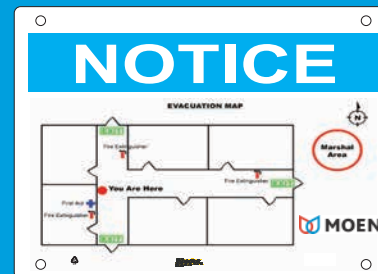 NOTICE
EVACUATION MAP
N
EXIT
Fire Extinguisher
Marshal
Area
Fire Extinguisher
EXIT
You Are Here
First Aid
Fire Extinguisher
MOEN
EXIT